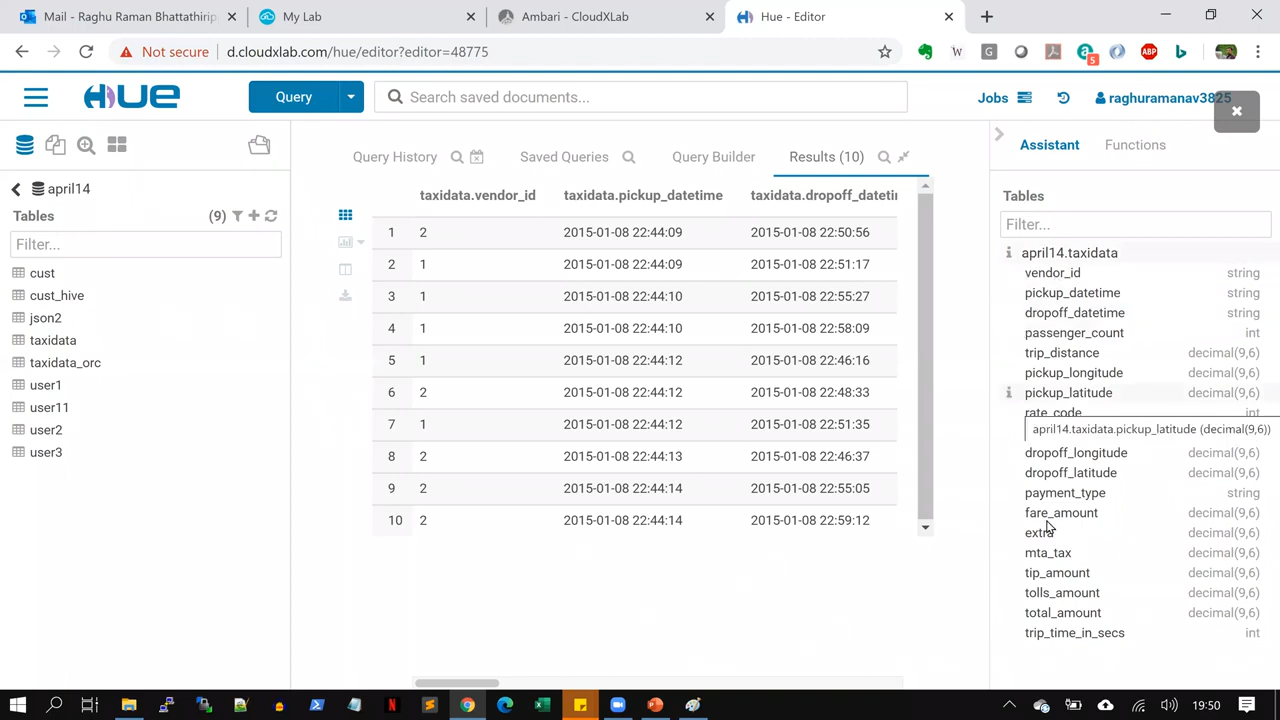 Mail - Raghu Raman Bhattathirip
My Lab
Ambari - CloudXLab
Hue - Editor
Not secure
d.cloudxlab.com/hue/editor?editor=48775
W
G
a
5
ABP
HUE
Query
Search saved documents...
Jobs
raghuramanav3825
april14
Tables
(9)
Filter...
cust
cust_hive
json2
taxidata
taxidata_orc
user1
user11
user2
user3
Query History
Saved Queries
Query Builder
Results (10)
taxidata.vendor_id taxidata.pickup_datetime taxidata.dropoff_datetir
1 2 2015-01-08 22:44:09 2015-01-08 22:50:56
2 1 2015-01-08 22:44:09 2015-01-08 22:51:17
3 1 2015-01-08 22:44:10 2015-01-08 22:55:27
4 1 2015-01-08 22:44:10 2015-01-08 22:58:09
5 1 2015-01-08 22:44:12 2015-01-08 22:46:16
6 2 2015-01-08 22:44:12 2015-01-08 22:48:33
7 1 2015-01-08 22:44:12 2015-01-08 22:51:35
8 2 2015-01-08 22:44:13 2015-01-08 22:46:37
9 2 2015-01-08 22:44:14 2015-01-08 22:55:05
10 2 2015-01-08 22:44:14 2015-01-08 22:59:12
Assistant
Functions
Tables
Filter...
april14.taxidata
vendor_id string
pickup_datetime string
dropoff_datetime string
passenger_count int
trip_distance decimal(9,6)
pickup_longitude decimal(9,6)
pickup_latitude decimal(9,6)
rate_code int
april14.taxidata.pickup_latitude (decimal(9,6))
dropoff_longitude decimal(9,6)
dropoff_latitude decimal(9,6)
payment_type string
fare_amount decimal(9,6)
extra decimal(9,6)
mta_tax decimal(9,6)
tip_amount decimal(9,6)
tolls_amount decimal(9,6)
total_amount decimal(9,6)
trip_time_in_secs int
19:50